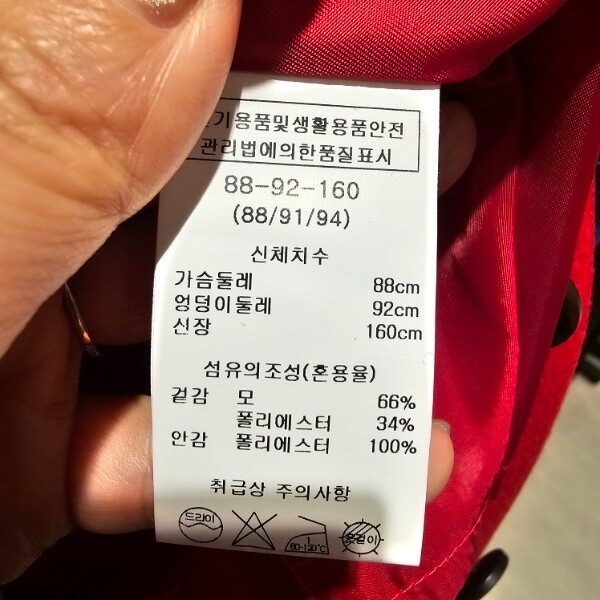 기용품및생활용품안전
관리법에의한품질표시
88-92-160
(88/91/94)
신체치수
가슴둘레 88cm
엉덩이둘레 92cm
신장 160cm
섬유의조성(혼용율)
겉감 모 66%
폴리에스터 34%
안감 폴리에스터 100%
취급상 주의사항
드라이
1
80-120℃
옷걸이